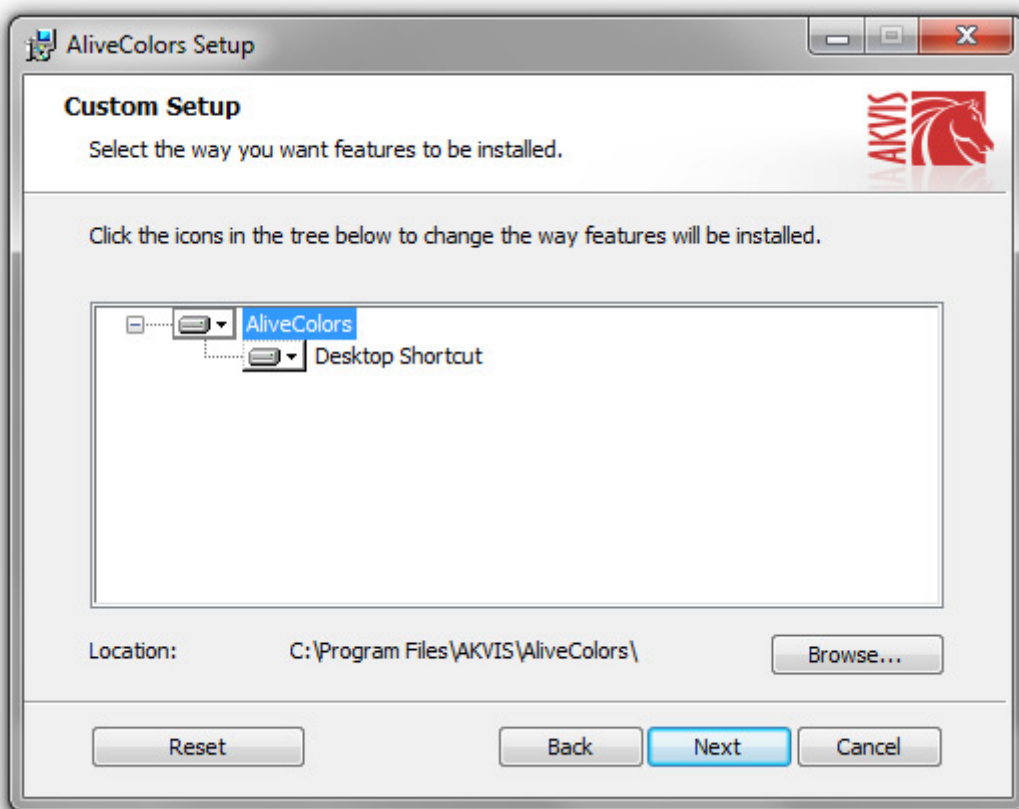 AliveColors Setup
Custom Setup
Select the way you want features to be installed.
AKVIS
Click the icons in the tree below to change the way features will be installed.
AliveColors
Desktop Shortcut
Location: C:\Program Files\AKVIS\AliveColors\ Browse...
Reset Back Next Cancel